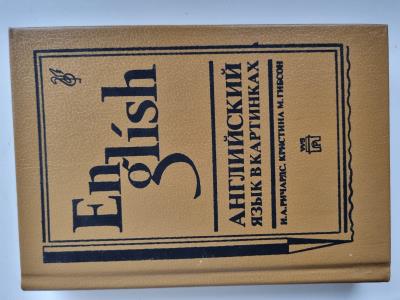 En
glish
АНГЛИЙСКИЙ
ЯЗЫК В КАРТИНКАХ
И. А. РИЧАРДС. КРИСТИНА М. ГИБСОН